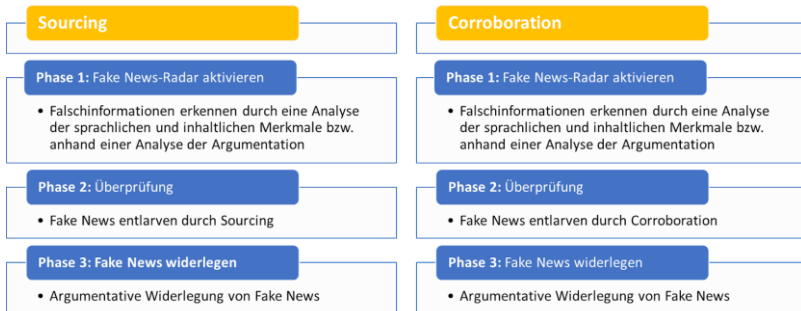 Sourcing
Phase 1: Fake News-Radar aktivieren
• Falschinformationen erkennen durch eine Analyse
der sprachlichen und inhaltlichen Merkmale bzw.
anhand einer Analyse der Argumentation
Phase 2: Überprüfung
• Fake News entlarven durch Sourcing
Phase 3: Fake News widerlegen
• Argumentative Widerlegung von Fake News
Corroboration
Phase 1: Fake News-Radar aktivieren
• Falschinformationen erkennen durch eine Analyse
der sprachlichen und inhaltlichen Merkmale bzw.
anhand einer Analyse der Argumentation
Phase 2: Überprüfung
• Fake News entlarven durch Corroboration
Phase 3: Fake News widerlegen
• Argumentative Widerlegung von Fake News